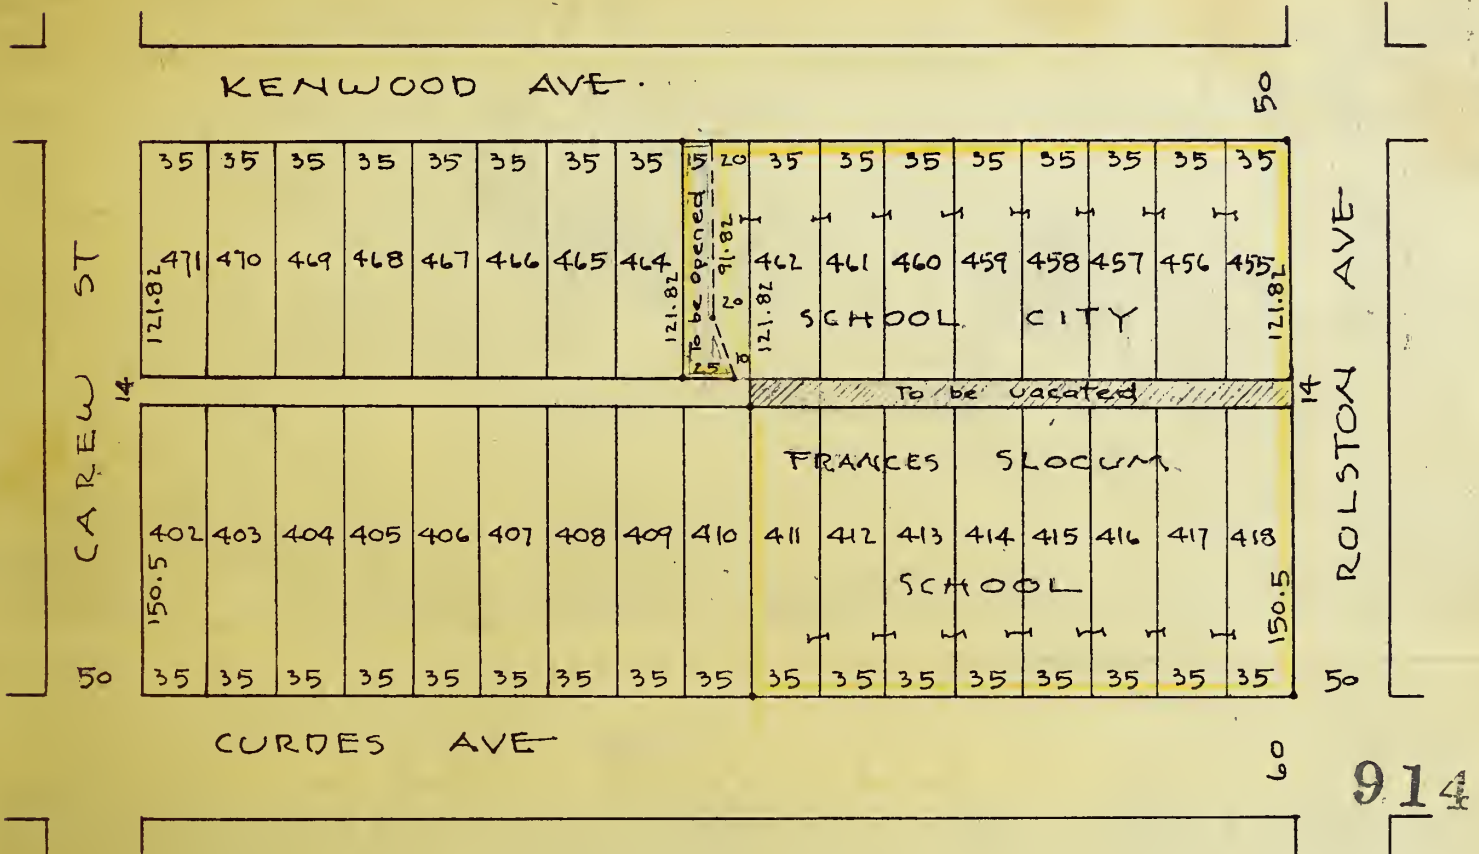 KENWOOD AVE.
50
35 35 35 35 35 35 35 35 15 20 35 35 35 35 35 35 35 35
To be opened
91.82
471 470 469 468 467 466 465 464 462 461 460 459 458 457 456 455
121.82 121.82 20 121.82 121.82
SCHOOL CITY
25 10
14 To be vacated 14
CAREW ST
ROLSTON AVE
FRANCES SLOCUM
402 403 404 405 406 407 408 409 410 411 412 413 414 415 416 417 418
SCHOOL
150.5 150.5
50 35 35 35 35 35 35 35 35 35 35 35 35 35 35 35 35 35 50
CURDES AVE
60
914